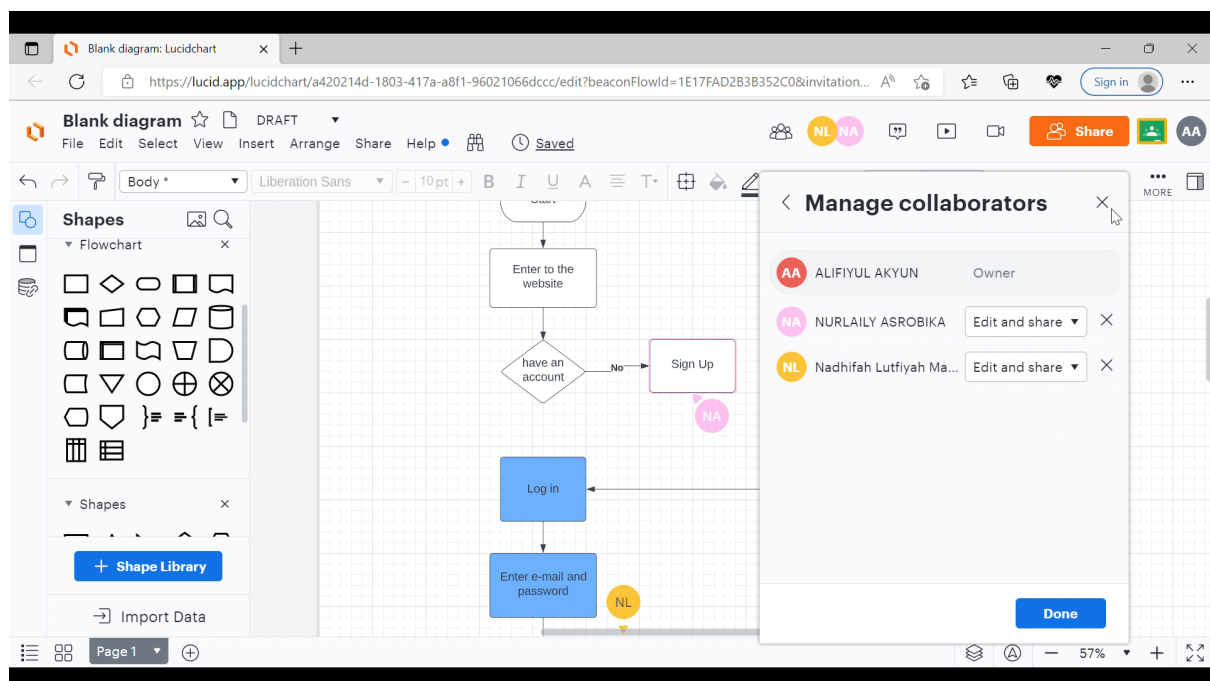 Blank diagram: Lucidchart
https://lucid.app/lucidchart/a420214d-1803-417a-a8f1-96021066dccc/edit?beaconFlowId=1E17FAD2B3B352C0&invitation...
Sign in
Blank diagram DRAFT
File Edit Select View Insert Arrange Share Help
Saved
NL NA
Share
AA
Body *
Liberation Sans
10 pt
B I U A T
MORE
Shapes
Flowchart
Shapes
Shape Library
Import Data
Start
Enter to the
website
have an
account
No
Sign Up
NA
Log in
Enter e-mail and
password
NL
Manage collaborators
AA ALIFIYUL AKYUN Owner
NA NURLAILY ASROBIKA Edit and share
NL Nadhifah Lutfiyah Ma... Edit and share
Done
Page 1
57%